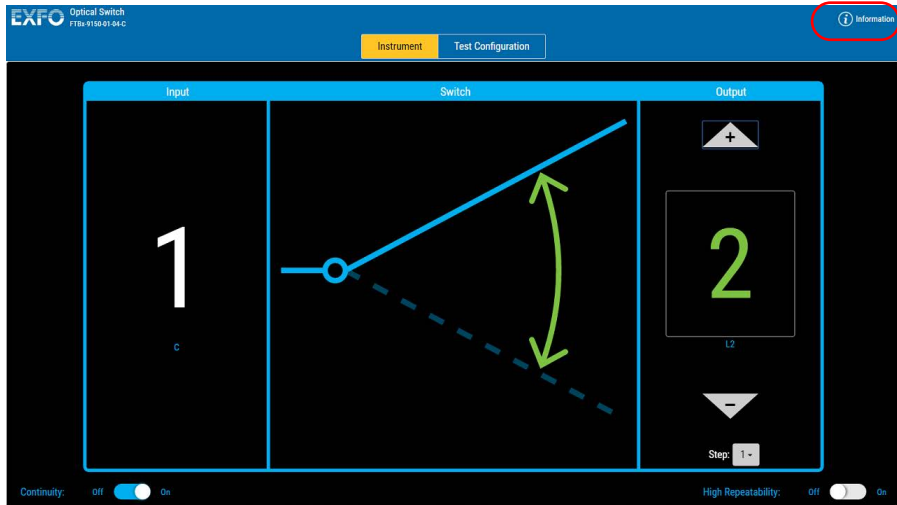 EXFO Optical Switch
FTBx-9150-01-04-C
Information
Instrument Test Configuration
Input Switch Output
+
1
2
C
L2
−
Step: 1
Continuity: Off On
High Repeatability: Off On